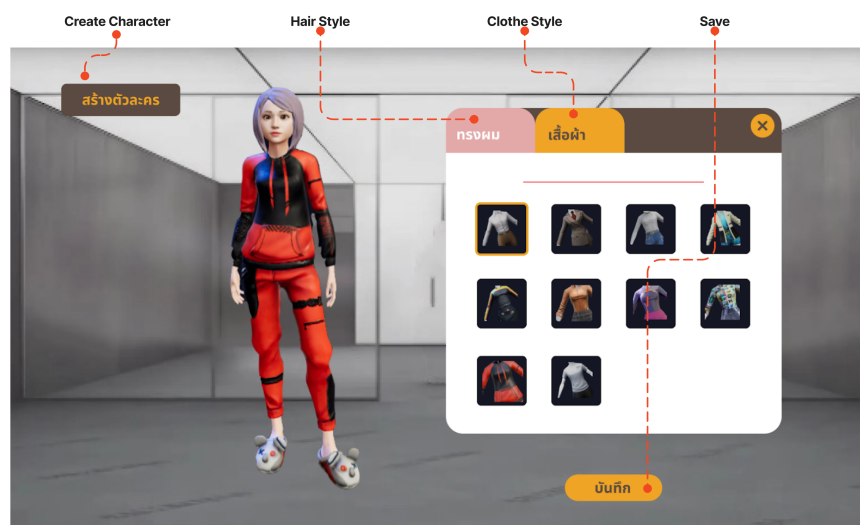 Create Character
Hair Style
Clothe Style
Save
สร้างตัวละคร
ทรงผม
เสื้อผ้า
บันทึก